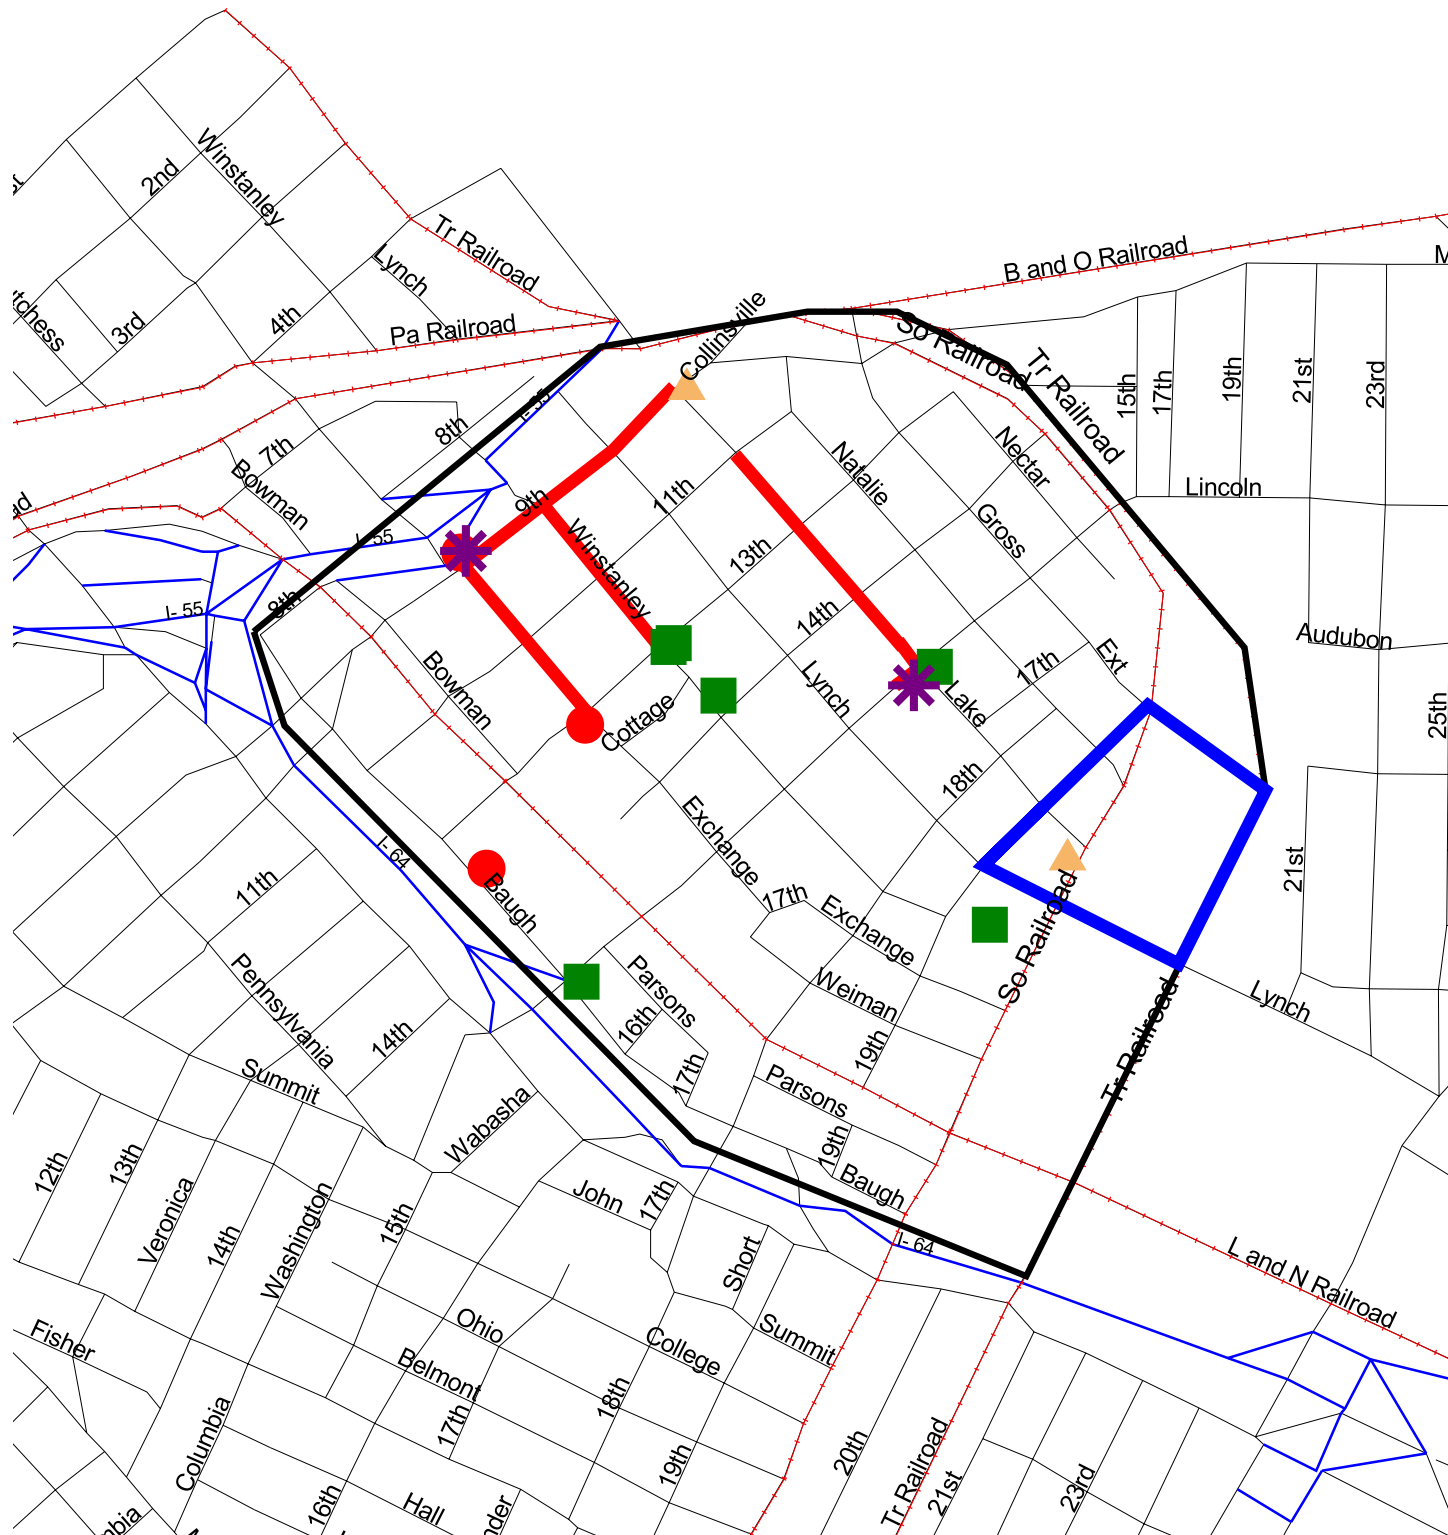 Winstanley
2nd
Tr Railroad
B and O Railroad
Lynch
3rd
4th
Pa Railroad
Collinsville
So Railroad
Tr Railroad
15th
17th
19th
21st
23rd
I- 55
8th
7th
Bowman
9th
11th
Natalie
Nectar
Lincoln
Gross
I- 55
Winstanley
13th
14th
8th
I- 55
Audubon
Bowman
Cottage
Lynch
Lake
17th
Ext
25th
18th
Exchange
I- 64
11th
Baugh
17th
Exchange
21st
So Railroad
Pennsylvania
Parsons
Weiman
Lynch
14th
16th
17th
19th
Tr Railroad
Summit
Parsons
Wabasha
12th
13th
19th
Baugh
John
17th
Veronica
14th
Washington
15th
Short
I- 64
L and N Railroad
Fisher
Ohio
College
Summit
Belmont
17th
18th
Columbia
19th
20th
Tr Railroad
21st
23rd
16th
Hall